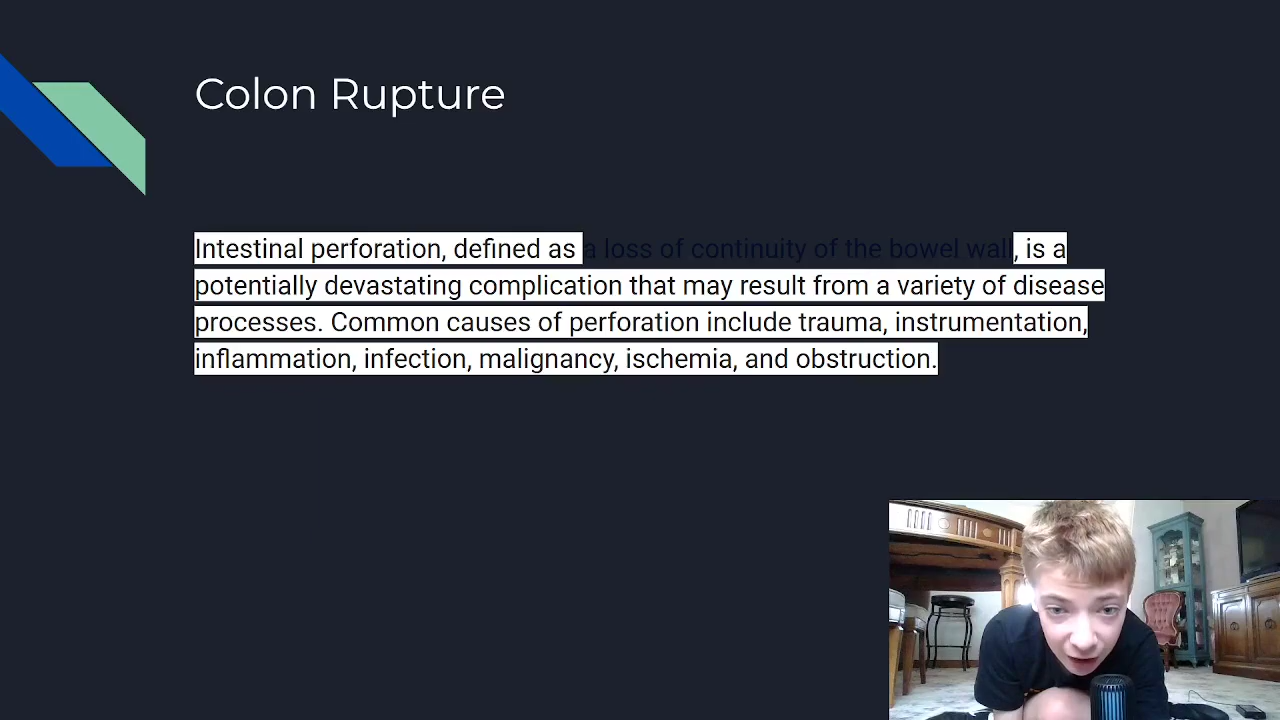 Colon Rupture
Intestinal perforation, defined as a loss of continuity of the bowel wall, is a
potentially devastating complication that may result from a variety of disease
processes. Common causes of perforation include trauma, instrumentation,
inflammation, infection, malignancy, ischemia, and obstruction.